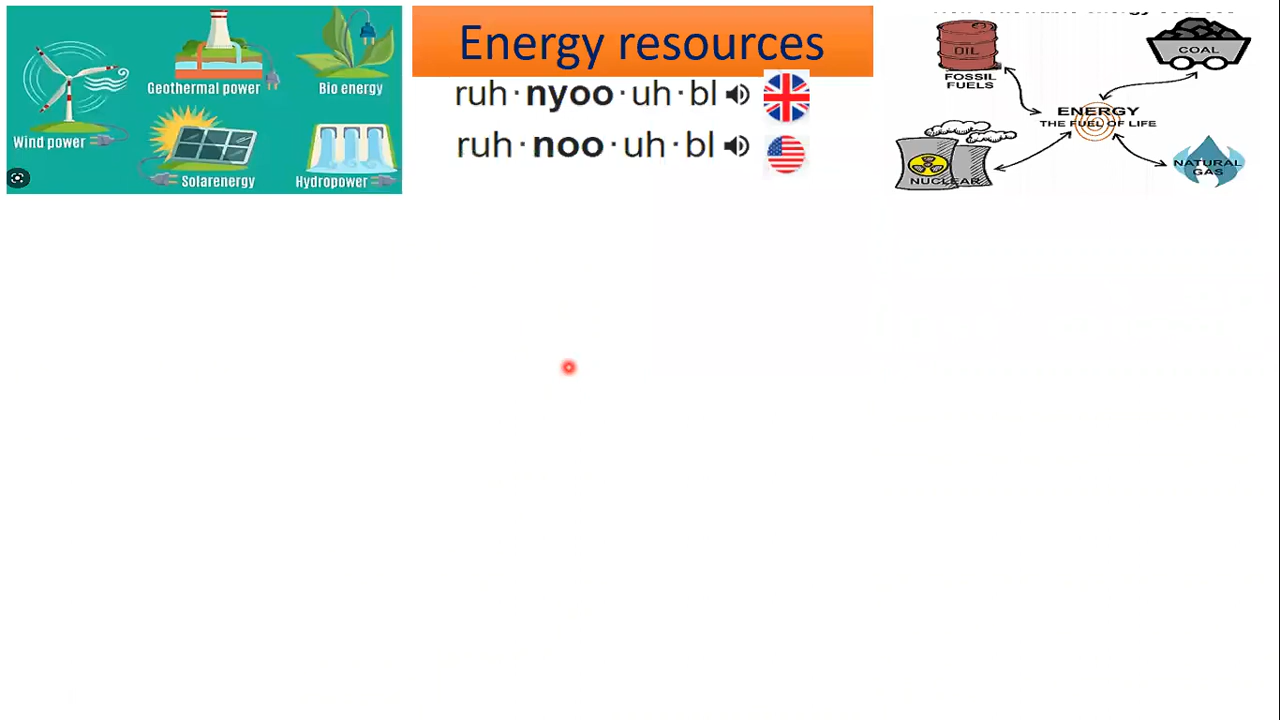 Energy resources
ruh·nyoo·uh·bl
ruh·noo·uh·bl
Geothermal power
Bio energy
Wind power
Solarenergy
Hydropower
OIL
FOSSIL
FUELS
COAL
ENERGY
THE FUEL OF LIFE
NUCLEAR
NATURAL
GAS